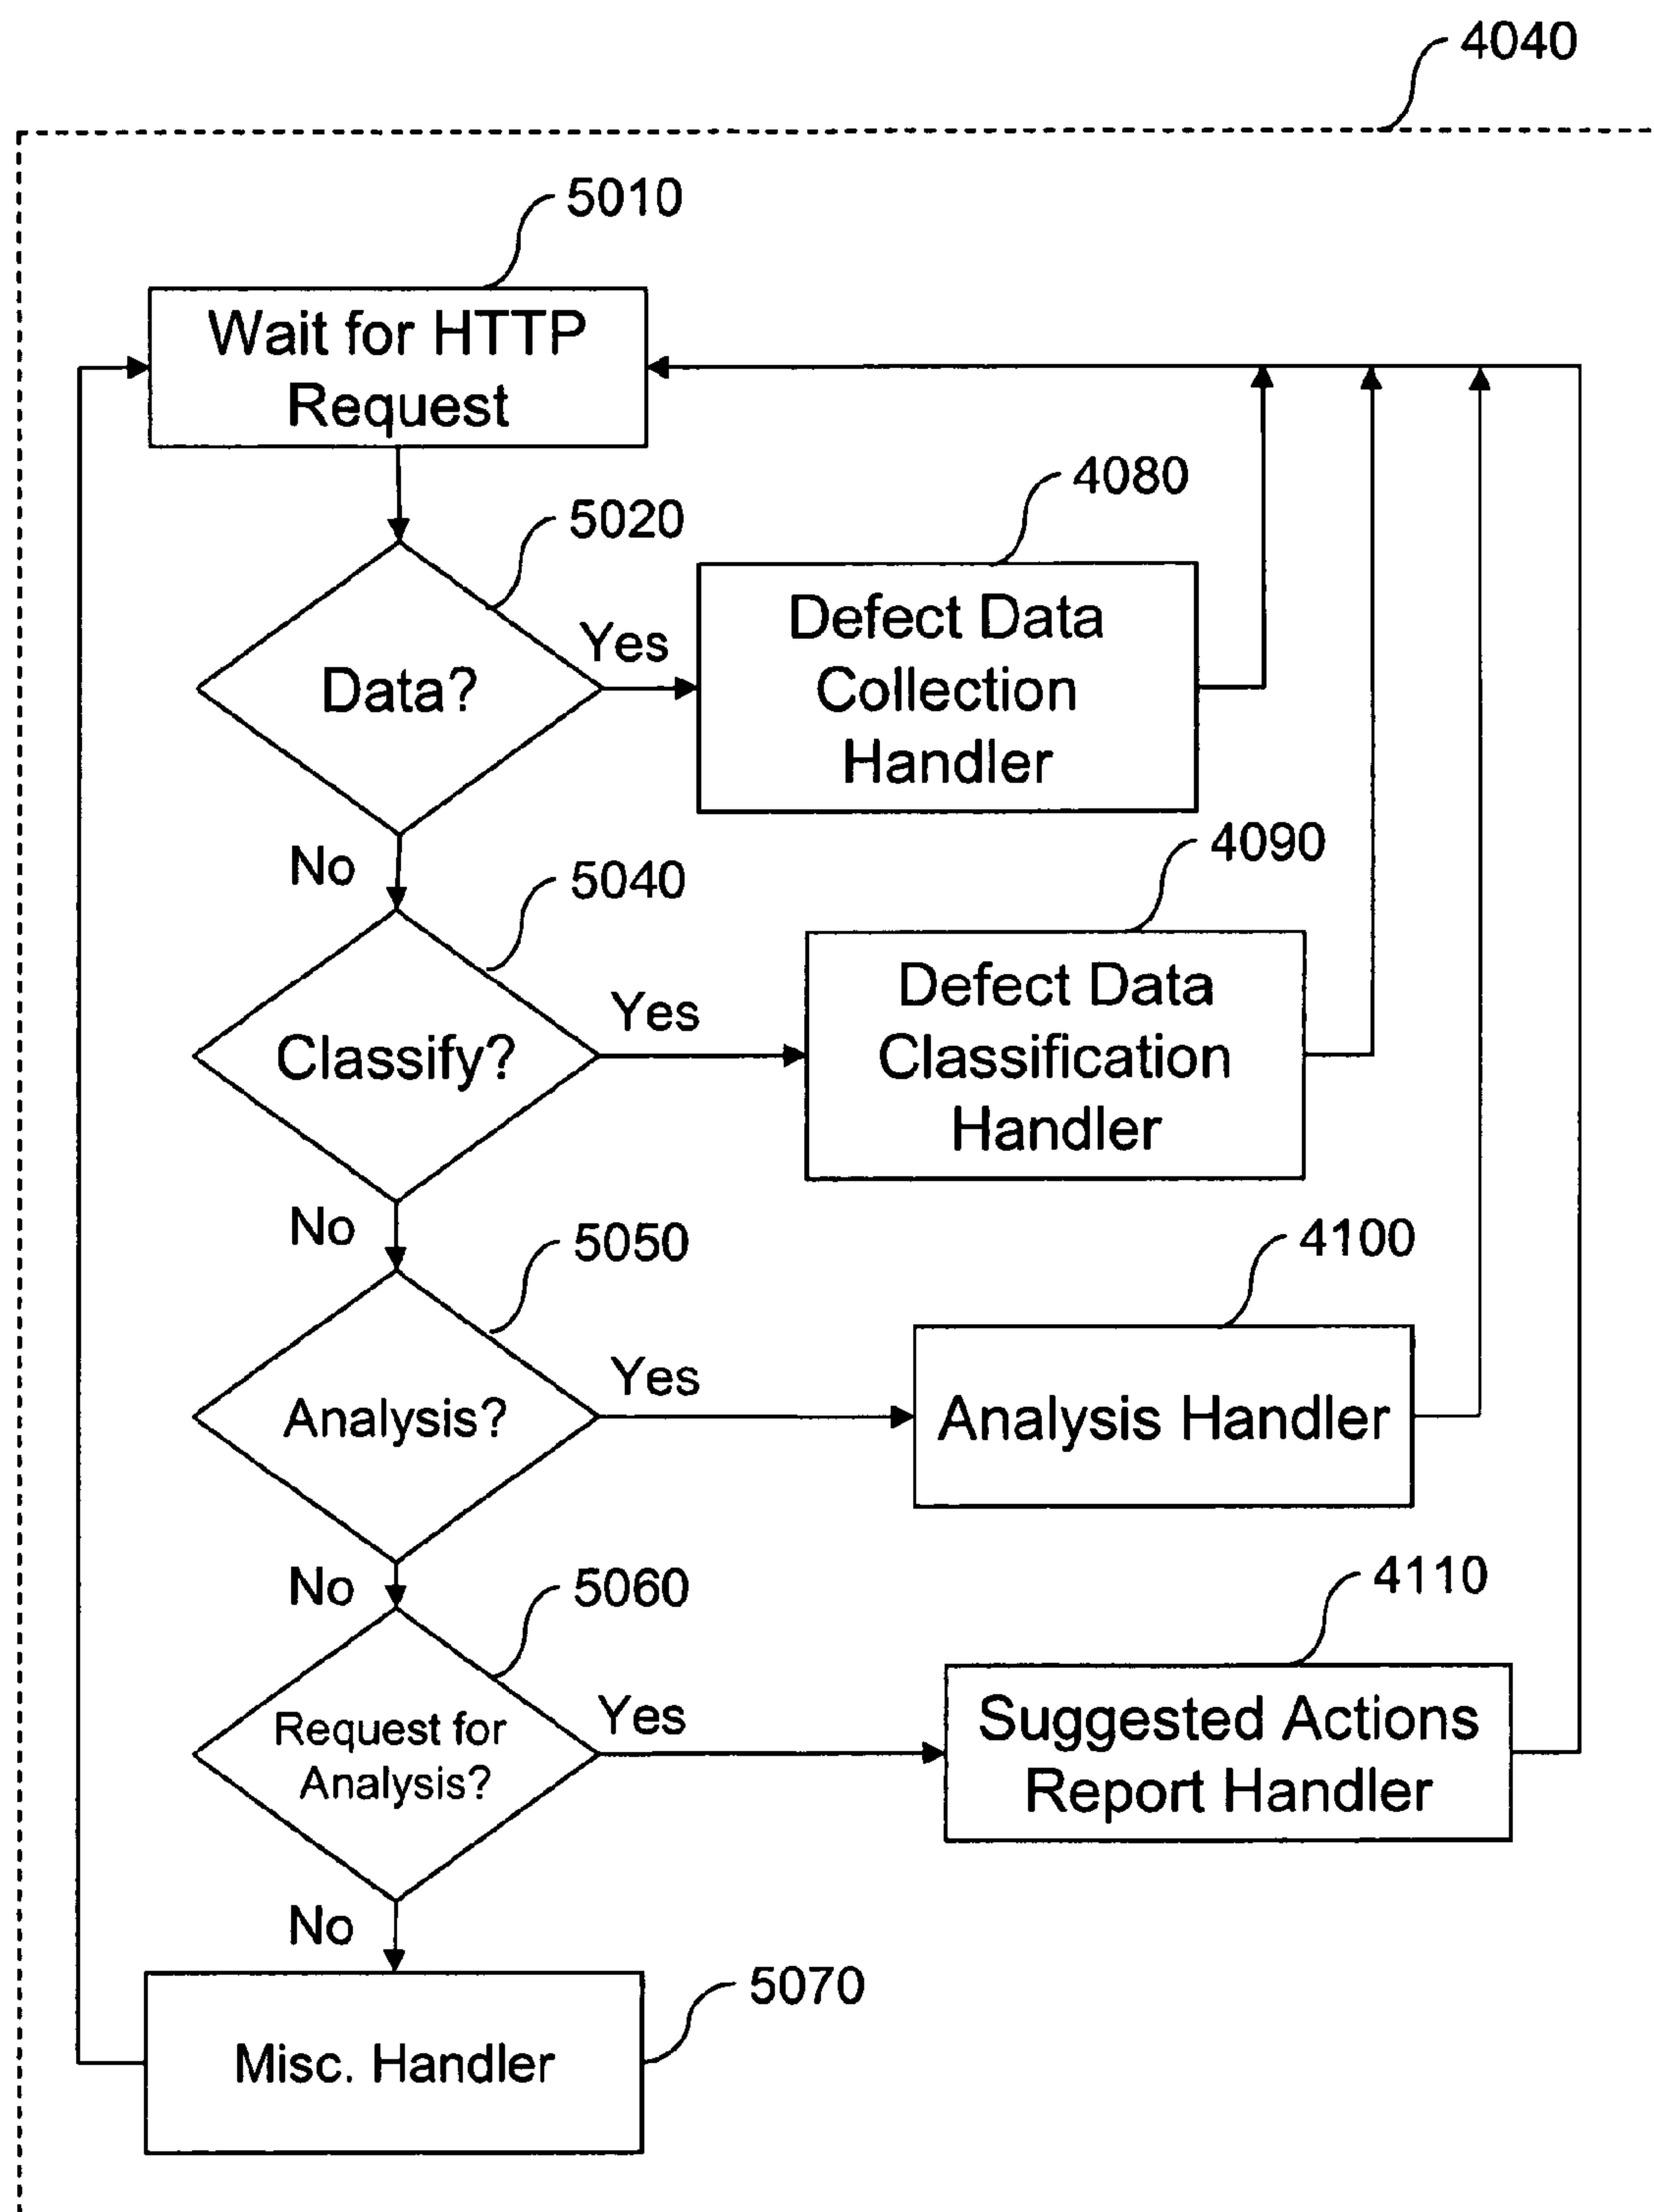 4040
5010
Wait for HTTP
Request
4080
5020
Yes
Defect Data
Collection
Handler
Data?
No
4090
5040
Yes
Defect Data
Classification
Handler
Classify?
No
4100
5050
Yes
Analysis?
Analysis Handler
No
4110
5060
Yes
Request for
Analysis?
Suggested Actions
Report Handler
No
5070
Misc. Handler